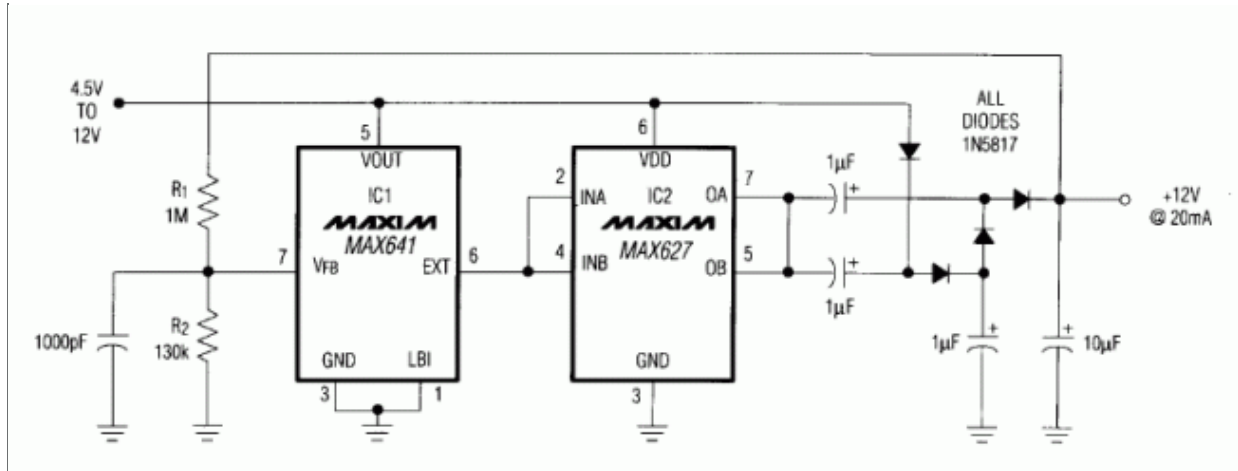 4.5V
TO
12V
ALL
DIODES
1N5817
5
VOUT
IC1
MAXIM
MAX641
7
VFB
EXT
6
GND
LBI
3
1
R1
1M
R2
130k
1000pF
6
VDD
2
INA
IC2
OA
7
MAXIM
MAX627
4
INB
OB
5
GND
3
1µF
1µF
1µF
10µF
+12V
@ 20mA
+
+
+
+